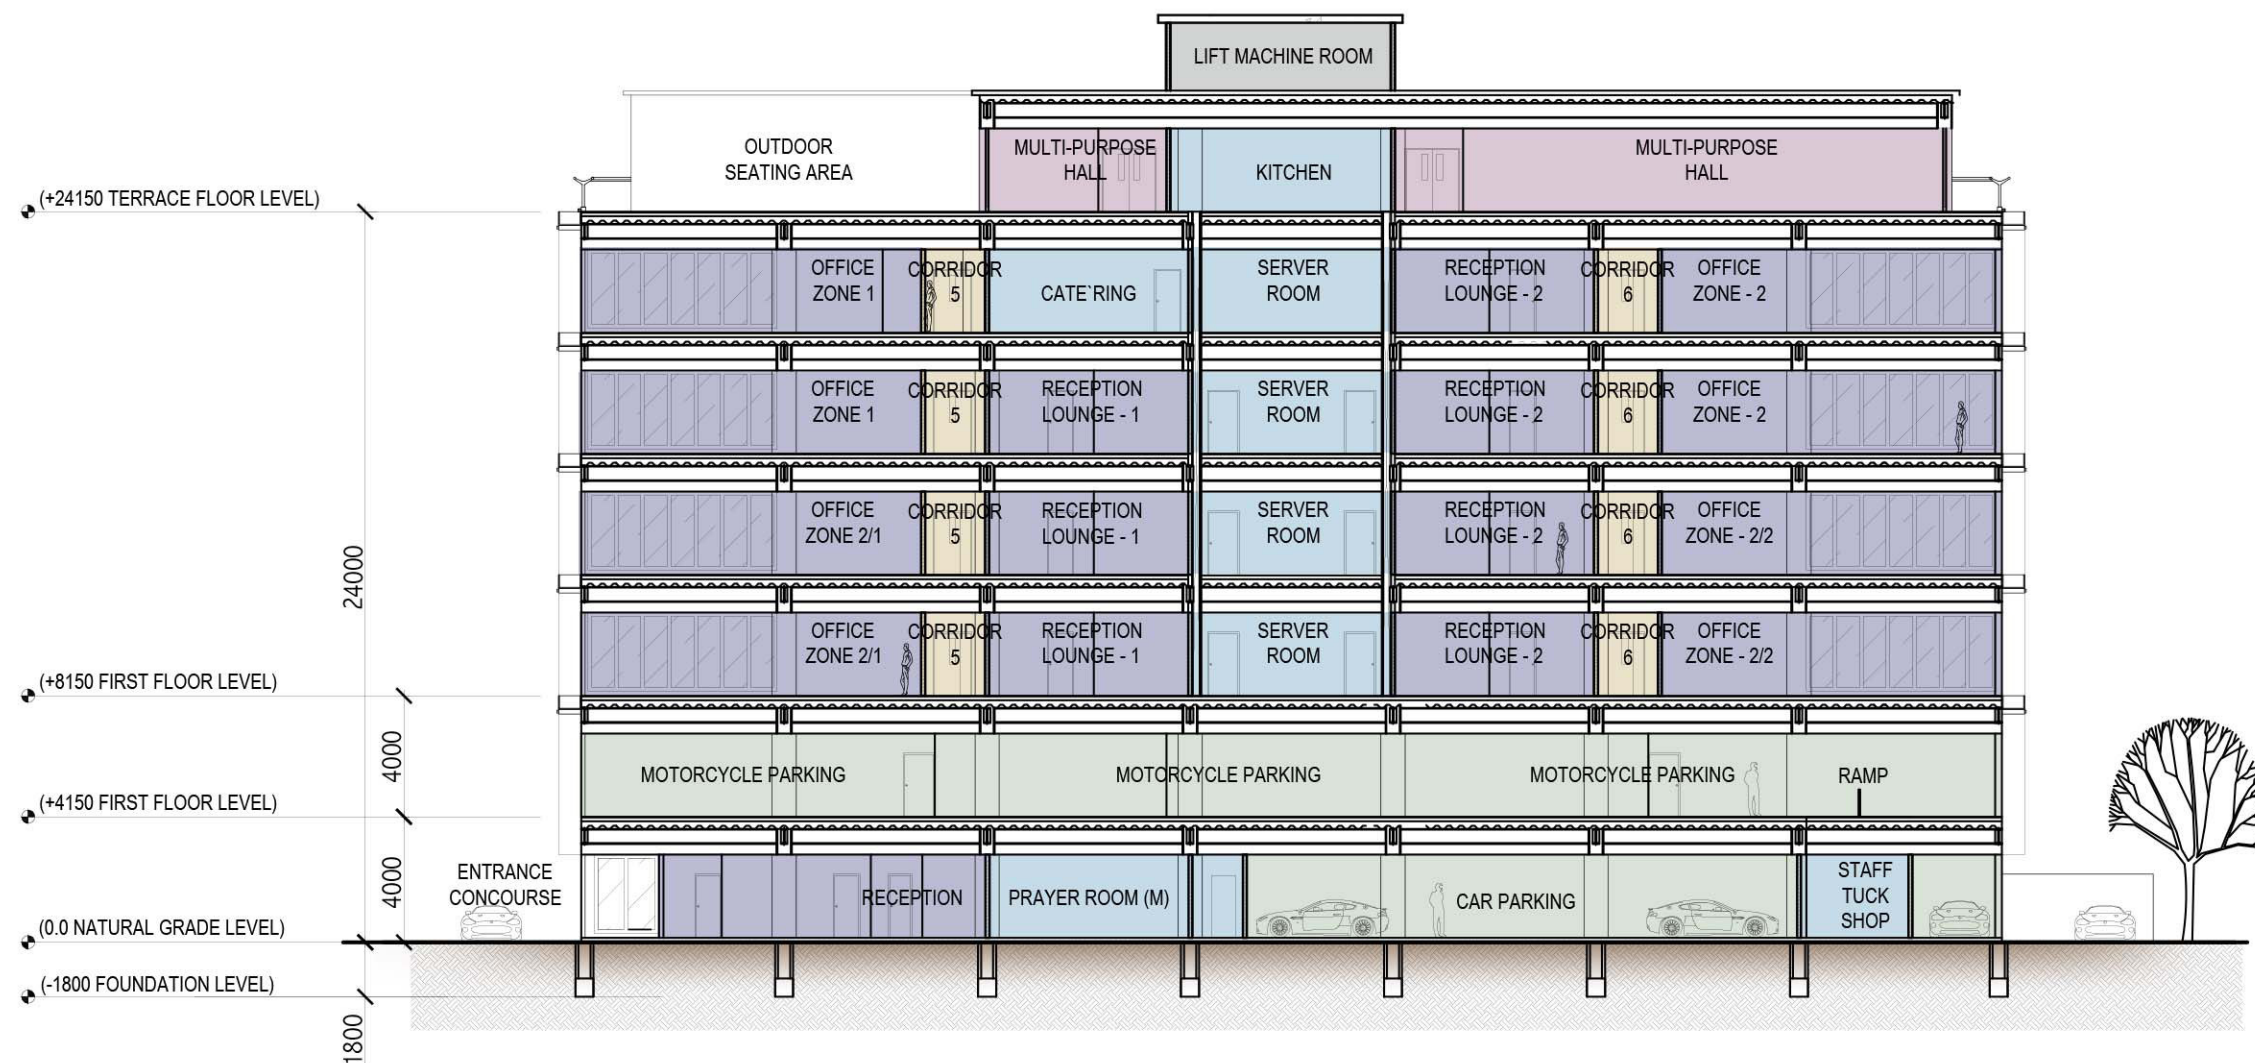 LIFT MACHINE ROOM
OUTDOOR
SEATING AREA
MULTI-PURPOSE
HALL
KITCHEN
MULTI-PURPOSE
HALL
(+24150 TERRACE FLOOR LEVEL)
OFFICE
ZONE 1
CORRIDOR
5
CATE`RING
SERVER
ROOM
RECEPTION
LOUNGE - 2
CORRIDOR
6
OFFICE
ZONE - 2
OFFICE
ZONE 1
CORRIDOR
5
RECEPTION
LOUNGE - 1
SERVER
ROOM
RECEPTION
LOUNGE - 2
CORRIDOR
6
OFFICE
ZONE - 2
OFFICE
ZONE 2/1
CORRIDOR
5
RECEPTION
LOUNGE - 1
SERVER
ROOM
RECEPTION
LOUNGE - 2
CORRIDOR
6
OFFICE
ZONE - 2/2
24000
OFFICE
ZONE 2/1
CORRIDOR
5
RECEPTION
LOUNGE - 1
SERVER
ROOM
RECEPTION
LOUNGE - 2
CORRIDOR
6
OFFICE
ZONE - 2/2
(+8150 FIRST FLOOR LEVEL)
4000
MOTORCYCLE PARKING
MOTORCYCLE PARKING
MOTORCYCLE PARKING
RAMP
(+4150 FIRST FLOOR LEVEL)
4000
ENTRANCE
CONCOURSE
RECEPTION
PRAYER ROOM (M)
CAR PARKING
STAFF
TUCK
SHOP
(0.0 NATURAL GRADE LEVEL)
(-1800 FOUNDATION LEVEL)
1800